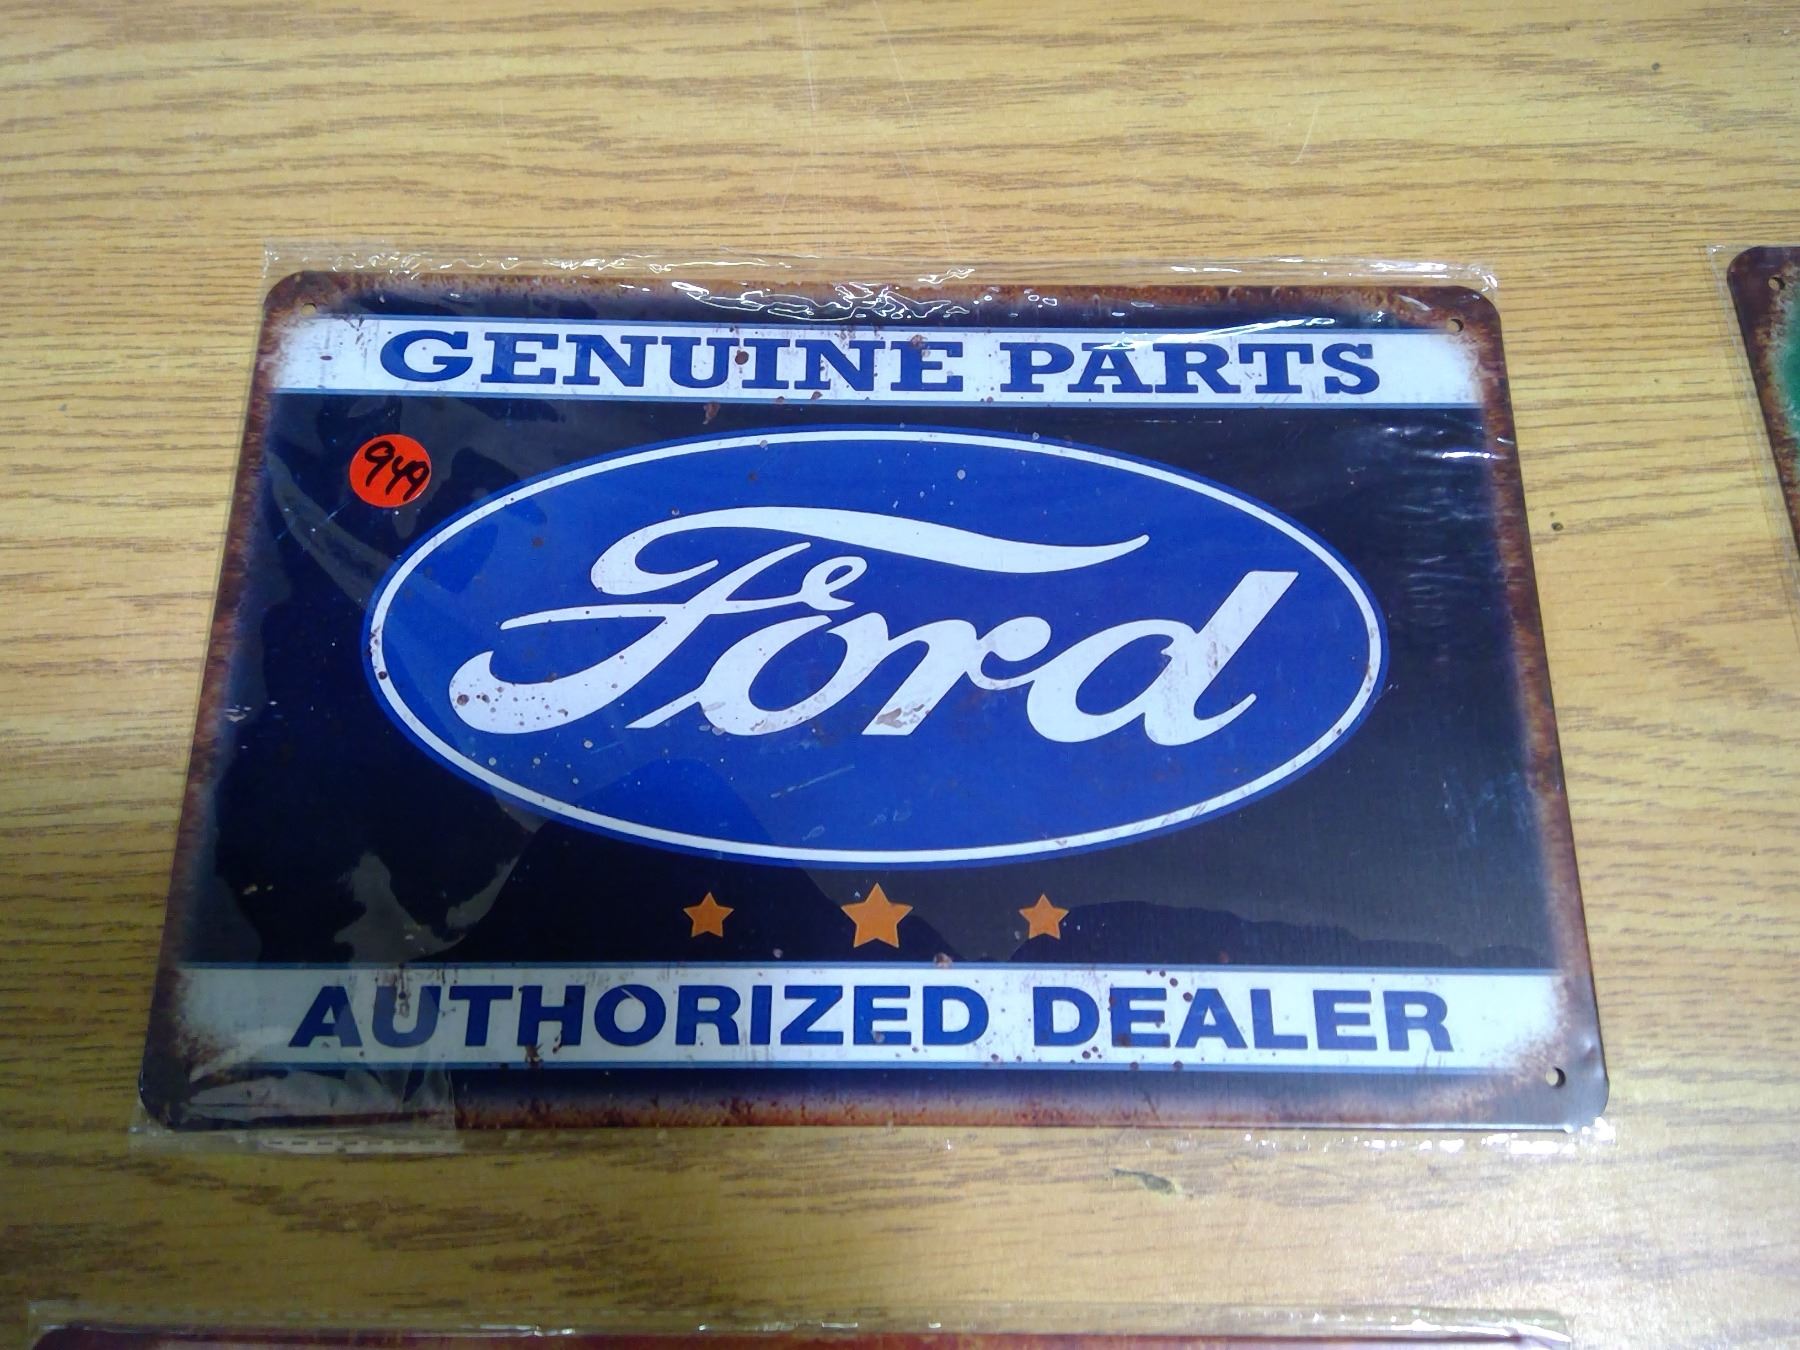 GENUINE PARTS
949
Ford
AUTHORIZED DEALER